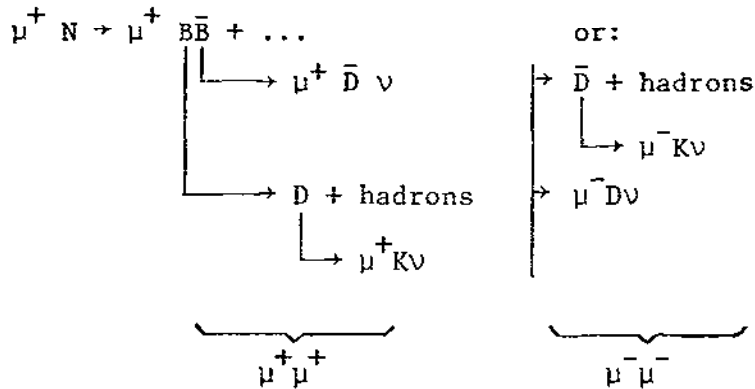 μ⁺ N → μ⁺ BB̄ + ... or:
→ μ⁺ D̄ ν → D̄ + hadrons
→ μ⁻Kν
→ D + hadrons → μ⁻Dν
→ μ⁺Kν
μ⁺μ⁺ μ⁻μ⁻